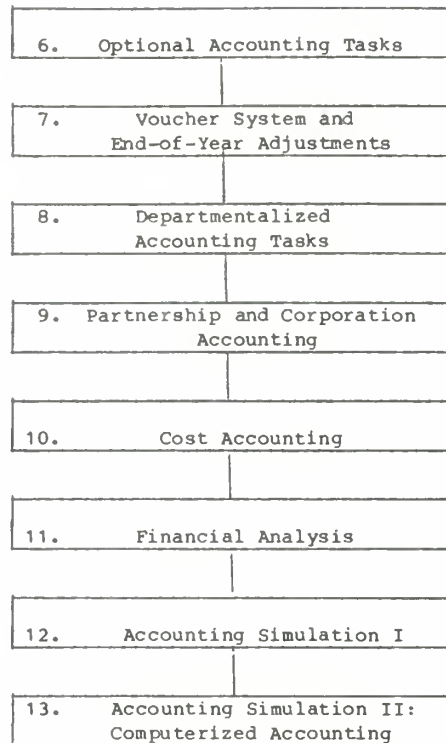 6. Optional Accounting Tasks
7. Voucher System and
End-of-Year Adjustments
8. Departmentalized
Accounting Tasks
9. Partnership and Corporation
Accounting
10. Cost Accounting
11. Financial Analysis
12. Accounting Simulation I
13. Accounting Simulation II:
Computerized Accounting